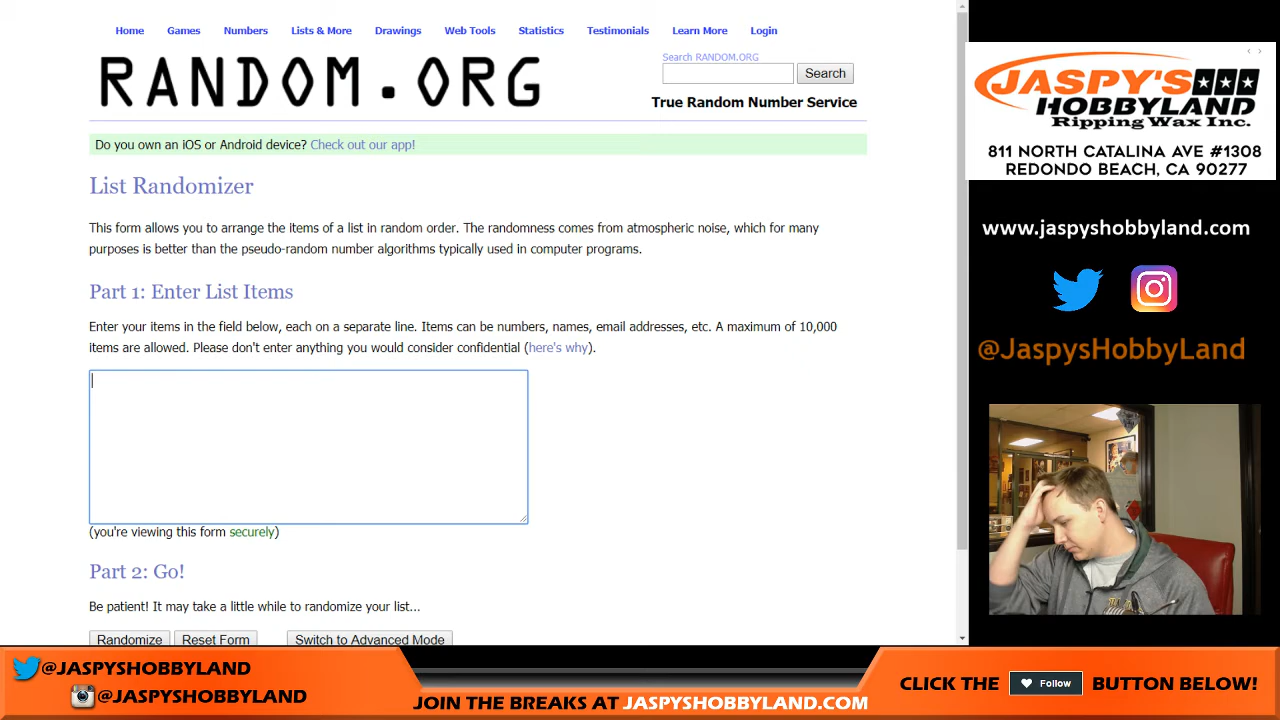 Home Games Numbers Lists & More Drawings Web Tools Statistics Testimonials Learn More Login
RANDOM.ORG
Search RANDOM.ORG
Search
True Random Number Service
Do you own an iOS or Android device? Check out our app!
List Randomizer
This form allows you to arrange the items of a list in random order. The randomness comes from atmospheric noise, which for many
purposes is better than the pseudo-random number algorithms typically used in computer programs.
Part 1: Enter List Items
Enter your items in the field below, each on a separate line. Items can be numbers, names, email addresses, etc. A maximum of 10,000
items are allowed. Please don't enter anything you would consider confidential (here's why).
(you're viewing this form securely)
Part 2: Go!
Be patient! It may take a little while to randomize your list...
Randomize Reset Form Switch to Advanced Mode
JASPY'S
HOBBYLAND
Ripping Wax Inc.
811 NORTH CATALINA AVE #1308
REDONDO BEACH, CA 90277
www.jaspyshobbyland.com
@JaspysHobbyLand
@JASPYSHOBBYLAND
@JASPYSHOBBYLAND
JOIN THE BREAKS AT JASPYSHOBBYLAND.COM
CLICK THE Follow BUTTON BELOW!